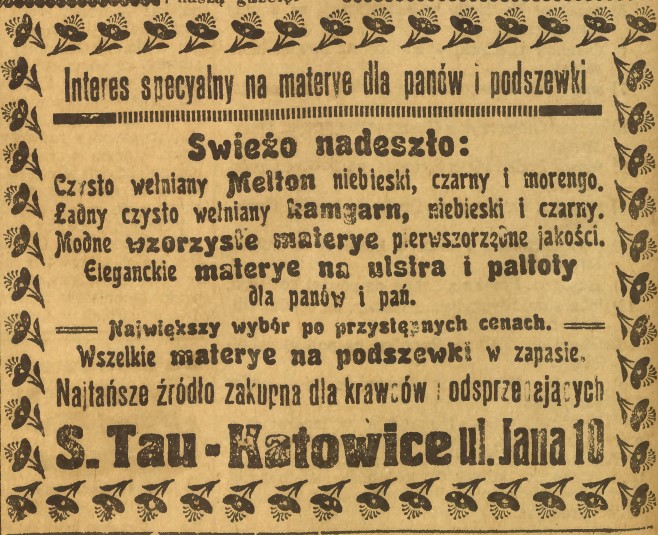 naszą gazetę.
Interes specyalny na materye dla panów i podszewki
Swieżo nadeszło:
Czysto wełniany Melton niebieski, czarny i morengo.
Ładny czysto wełniany kamgarn, niebieski i czarny.
Modne wzorzyste materye pierwszorzędne jakości.
Eleganckie materye na ulstra i paltoty
dla panów i pań.
Największy wybór po przystępnych cenach.
Wszelkie materye na podszewki w zapasie.
Najtańsze źródło zakupna dla krawców i odsprzedających
S. Tau - Katowice ul. Jana 10